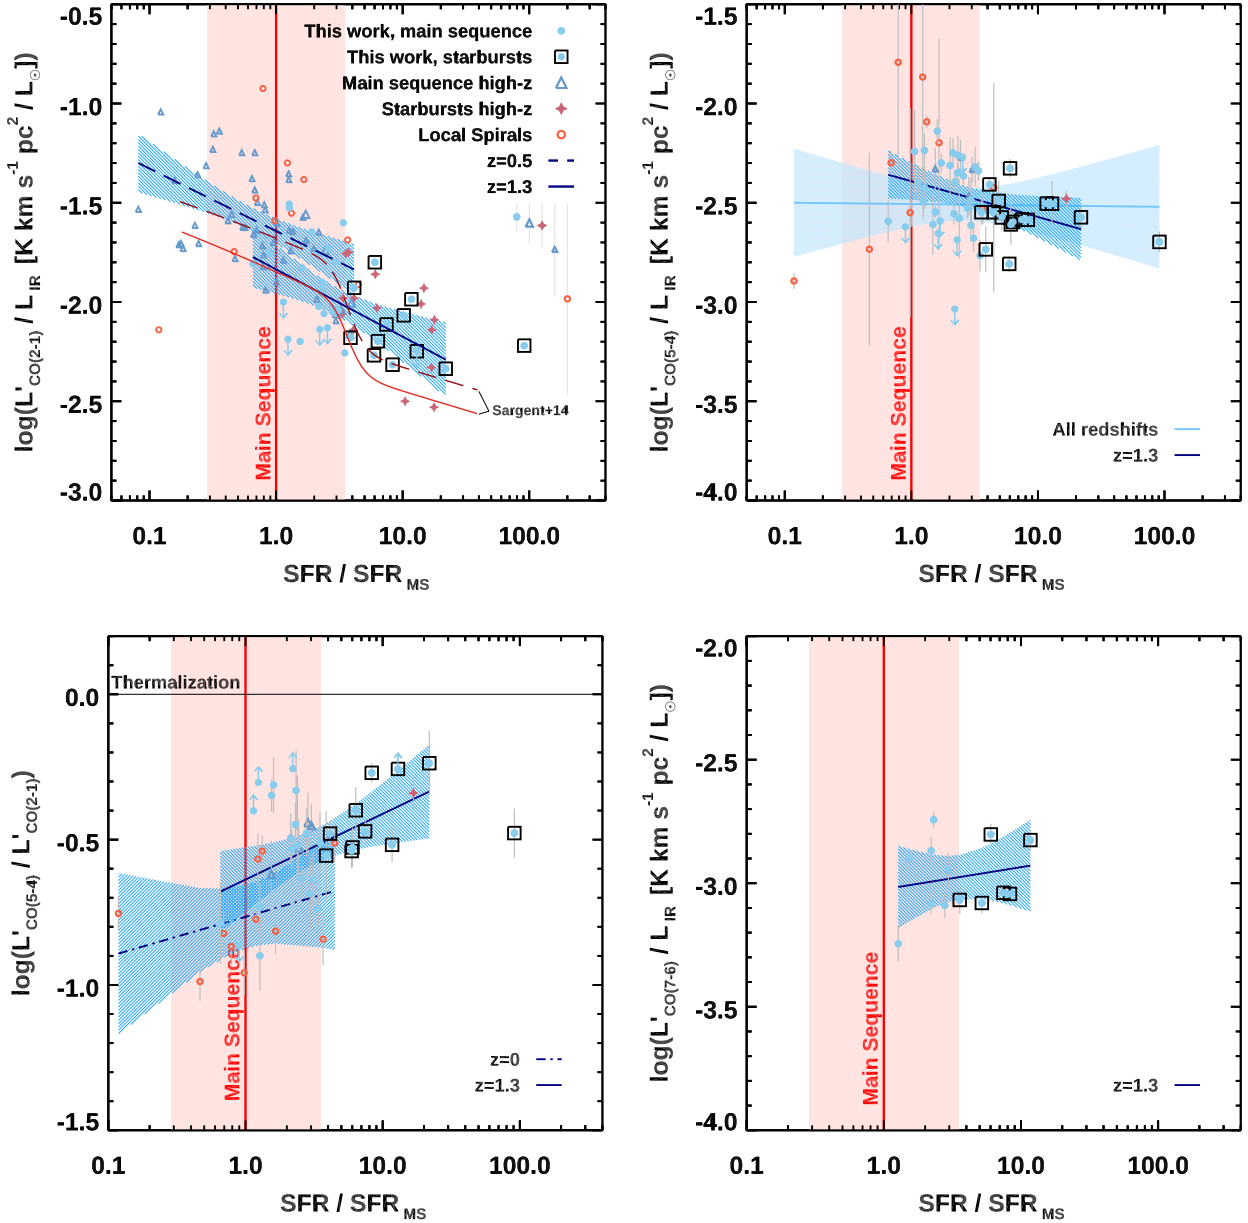 -0.5
-1.0
-1.5
-2.0
-2.5
-3.0
log(L'CO(2-1) / LIR [K km s-1 pc2 / L☉])
This work, main sequence
This work, starbursts
Main sequence high-z
Starbursts high-z
Local Spirals
z=0.5
z=1.3
Main Sequence
Sargent+14
0.1 1.0 10.0 100.0
SFR / SFRMS
-1.5
-2.0
-2.5
-3.0
-3.5
-4.0
log(L'CO(5-4) / LIR [K km s-1 pc2 / L☉])
Main Sequence
All redshifts
z=1.3
0.1 1.0 10.0 100.0
SFR / SFRMS
0.0
-0.5
-1.0
-1.5
log(L'CO(5-4) / L'CO(2-1))
Thermalization
Main Sequence
z=0
z=1.3
0.1 1.0 10.0 100.0
SFR / SFRMS
-2.0
-2.5
-3.0
-3.5
-4.0
log(L'CO(7-6) / LIR [K km s-1 pc2 / L☉])
Main Sequence
z=1.3
0.1 1.0 10.0 100.0
SFR / SFRMS